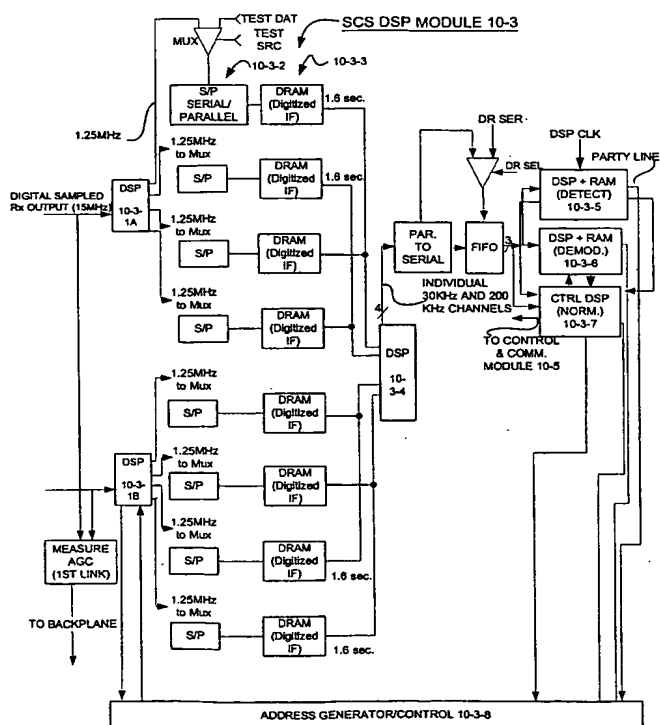 TEST DAT
TEST
SRC
MUX
SCS DSP MODULE 10-3
10-3-2
10-3-3
S/P
SERIAL/
PARALLEL
DRAM
(Digitized
IF)
1.6 sec.
1.25MHz
1.25MHz
to Mux
S/P
DRAM
(Digitized
IF)
1.6 sec.
DIGITAL SAMPLED
Rx OUTPUT (15MHz)
DSP
10-3-
1A
1.25MHz
to Mux
S/P
DRAM
(Digitized
IF)
1.25MHz
to Mux
S/P
DRAM
(Digitized
IF)
DR SER
DR SEL
DSP CLK
PARTY LINE
PAR.
TO
SERIAL
FIFO
3
DSP + RAM
(DETECT)
10-3-5
DSP + RAM
(DEMOD.)
10-3-6
CTRL DSP
(NORM.)
10-3-7
INDIVIDUAL
30KHz AND 200
KHz CHANNELS
4
TO CONTROL
& COMM.
MODULE 10-5
DSP
10-
3-4
1.25MHz
to Mux
S/P
DRAM
(Digitized
IF)
DSP
10-3-
1B
1.25MHz
to Mux
S/P
DRAM
(Digitized
IF)
1.25MHz
to Mux
S/P
DRAM
(Digitized
IF)
1.6 sec.
1.25MHz
to Mux
S/P
DRAM
(Digitized
IF)
1.6 sec.
MEASURE
AGC
(1ST LINK)
TO BACKPLANE
ADDRESS GENERATOR/CONTROL 10-3-8